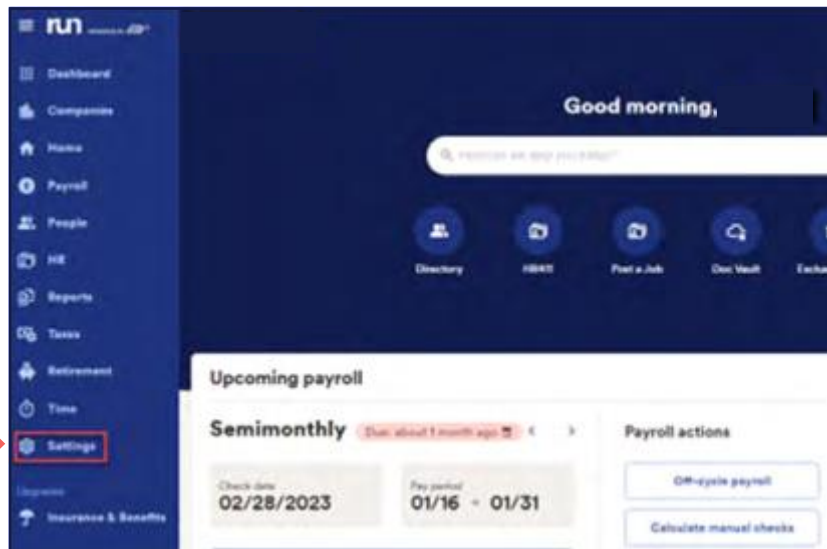 run
Dashboard
Companies
Home
Payroll
People
HR
Reports
Taxes
Retirement
Time
Settings
Insurance & Benefits
Good morning,
Directory
HR411
Post a Job
Doc Vault
Upcoming payroll
Semimonthly Due: about 1 month ago
Check date
02/28/2023
Pay period
01/16 - 01/31
Payroll actions
Off-cycle payroll
Calculate manual checks